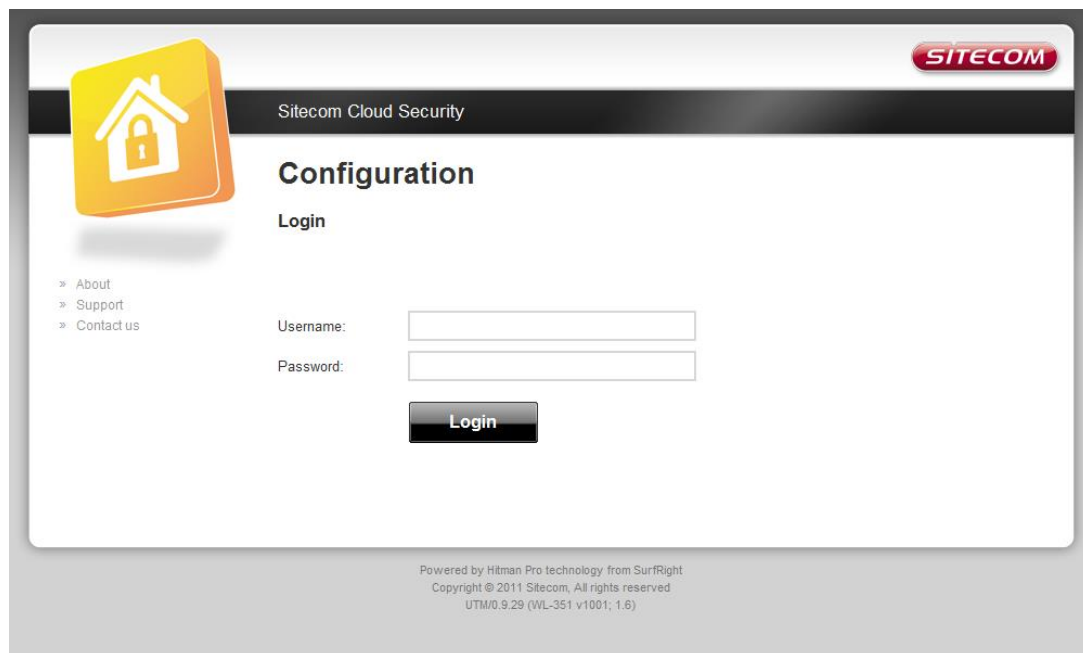 SITECOM
Sitecom Cloud Security
Configuration
Login
» About
» Support
» Contact us
Username:
Password:
Login
Powered by Hitman Pro technology from SurfRight
Copyright © 2011 Sitecom, All rights reserved
UTM/0.9.29 (WL-351 v1001; 1.6)